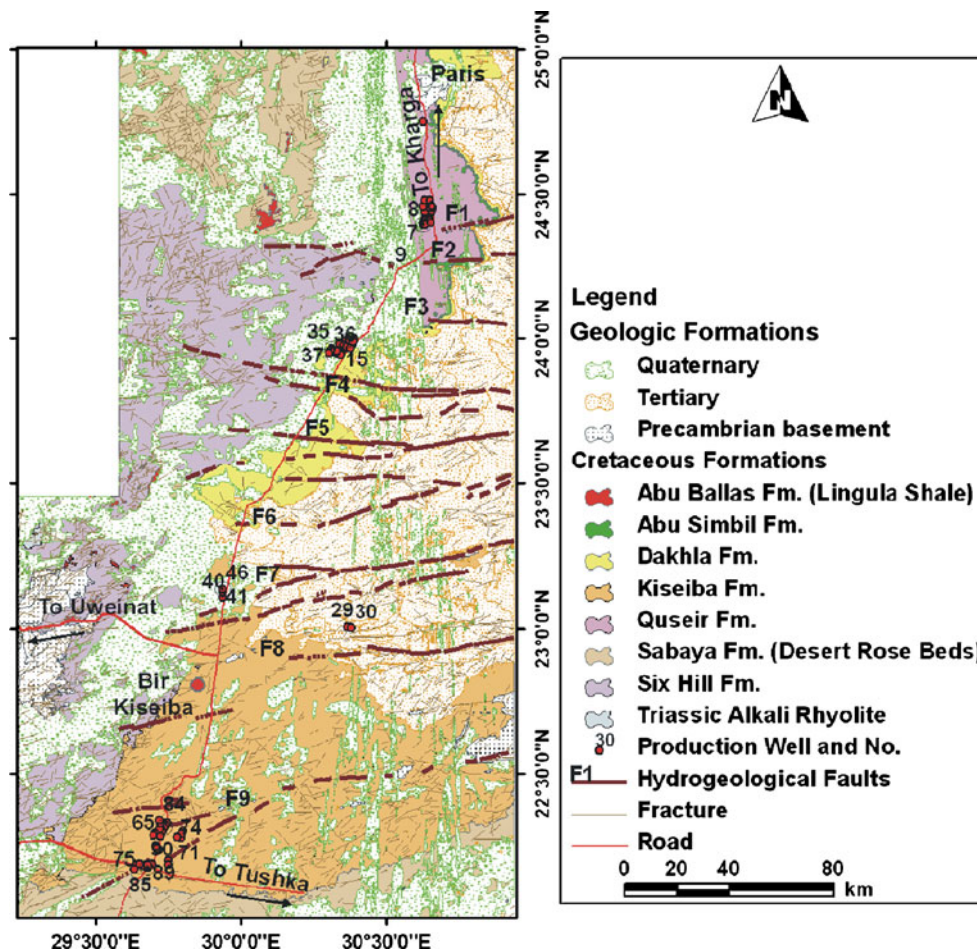 Paris
25°0'0"N
To Kharga
8
F1
24°30'0"N
7
F2
9
F3
35
36
24°0'0"N
37
15
F4
F5
23°30'0"N
F6
46
F7
40
41
29
30
To Uweinat
23°0'0"N
F8
Bir
Kiseiba
22°30'0"N
84
F9
65
74
75
71
To Tushka
89
85
29°30'0"E
30°0'0"E
30°30'0"E
N
Legend
Geologic Formations
Quaternary
Tertiary
Precambrian basement
Cretaceous Formations
Abu Ballas Fm. (Lingula Shale)
Abu Simbil Fm.
Dakhla Fm.
Kiseiba Fm.
Quseir Fm.
Sabaya Fm. (Desert Rose Beds)
Six Hill Fm.
Triassic Alkali Rhyolite
30
Production Well and No.
F1
Hydrogeological Faults
Fracture
Road
0 20 40 80
km